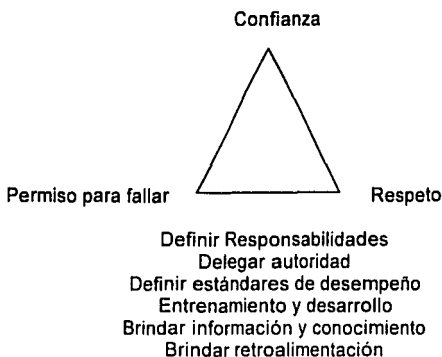 Confianza
Permiso para fallar
Respeto
Definir Responsabilidades
Delegar autoridad
Definir estándares de desempeño
Entrenamiento y desarrollo
Brindar información y conocimiento
Brindar retroalimentación